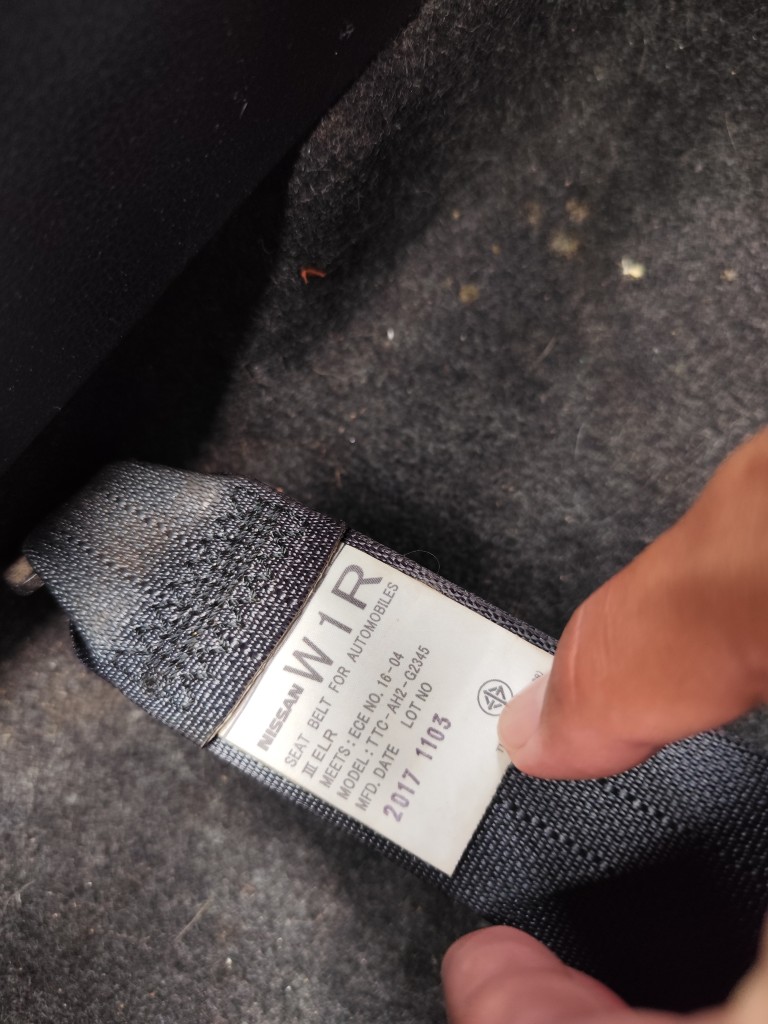 NISSAN W1R
SEAT BELT FOR AUTOMOBILES
Ⅲ ELR
MEETS : ECE NO. 16-04
MODEL : TTC-AH2-G2345
MFD. DATE LOT NO
2017 1103